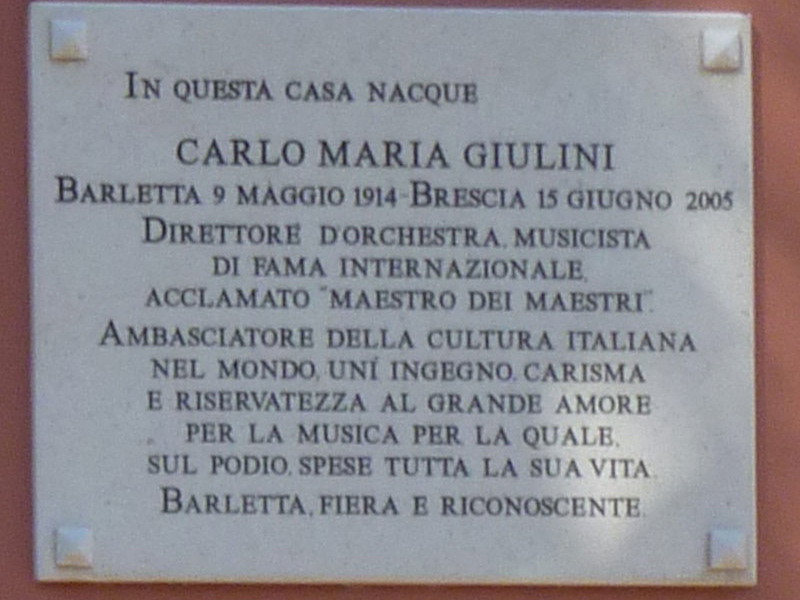 In questa casa nacque
CARLO MARIA GIULINI
Barletta 9 maggio 1914-Brescia 15 giugno 2005
Direttore d'orchestra, musicista
di fama internazionale,
acclamato "maestro dei maestri".
Ambasciatore della cultura italiana
nel mondo, uní ingegno, carisma
e riservatezza al grande amore
per la musica per la quale,
sul podio, spese tutta la sua vita.
Barletta, fiera e riconoscente.